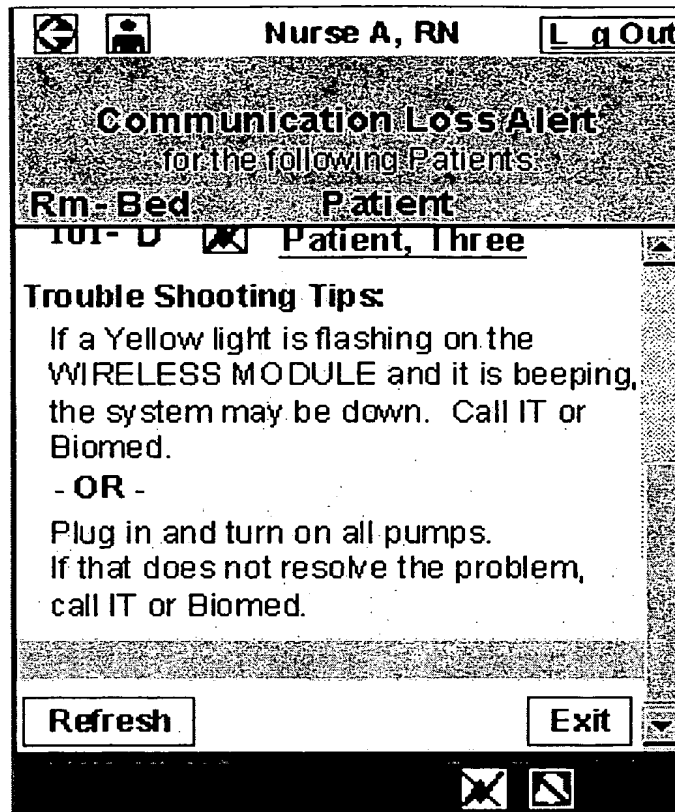 Nurse A, RN L g Out
Communication Loss Alert
for the following Patients:
Rm-Bed Patient
101- D Patient, Three
Trouble Shooting Tips:
If a Yellow light is flashing on the
WIRELESS MODULE and it is beeping,
the system may be down. Call IT or
Biomed.
- OR -
Plug in and turn on all pumps.
If that does not resolve the problem,
call IT or Biomed.
Refresh Exit